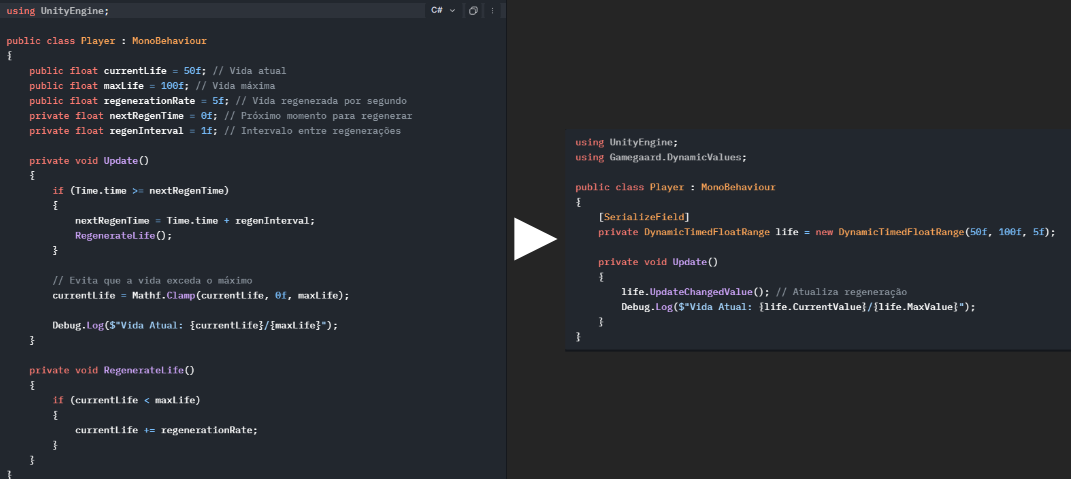 using UnityEngine;
C#
public class Player : MonoBehaviour
{
public float currentLife = 50f; // Vida atual
public float maxLife = 100f; // Vida máxima
public float regenerationRate = 5f; // Vida regenerada por segundo
private float nextRegenTime = 0f; // Próximo momento para regenerar
private float regenInterval = 1f; // Intervalo entre regenerações
private void Update()
{
if (Time.time >= nextRegenTime)
{
nextRegenTime = Time.time + regenInterval;
RegenerateLife();
}
// Evita que a vida exceda o máximo
currentLife = Mathf.Clamp(currentLife, 0f, maxLife);
Debug.Log($"Vida Atual: {currentLife}/{maxLife}");
}
private void RegenerateLife()
{
if (currentLife < maxLife)
{
currentLife += regenerationRate;
}
}
}
using UnityEngine;
using Gamegaard.DynamicValues;
public class Player : MonoBehaviour
{
[SerializeField]
private DynamicTimedFloatRange life = new DynamicTimedFloatRange(50f, 100f, 5f);
private void Update()
{
life.UpdateChangedValue(); // Atualiza regeneração
Debug.Log($"Vida Atual: {life.CurrentValue}/{life.MaxValue}");
}
}